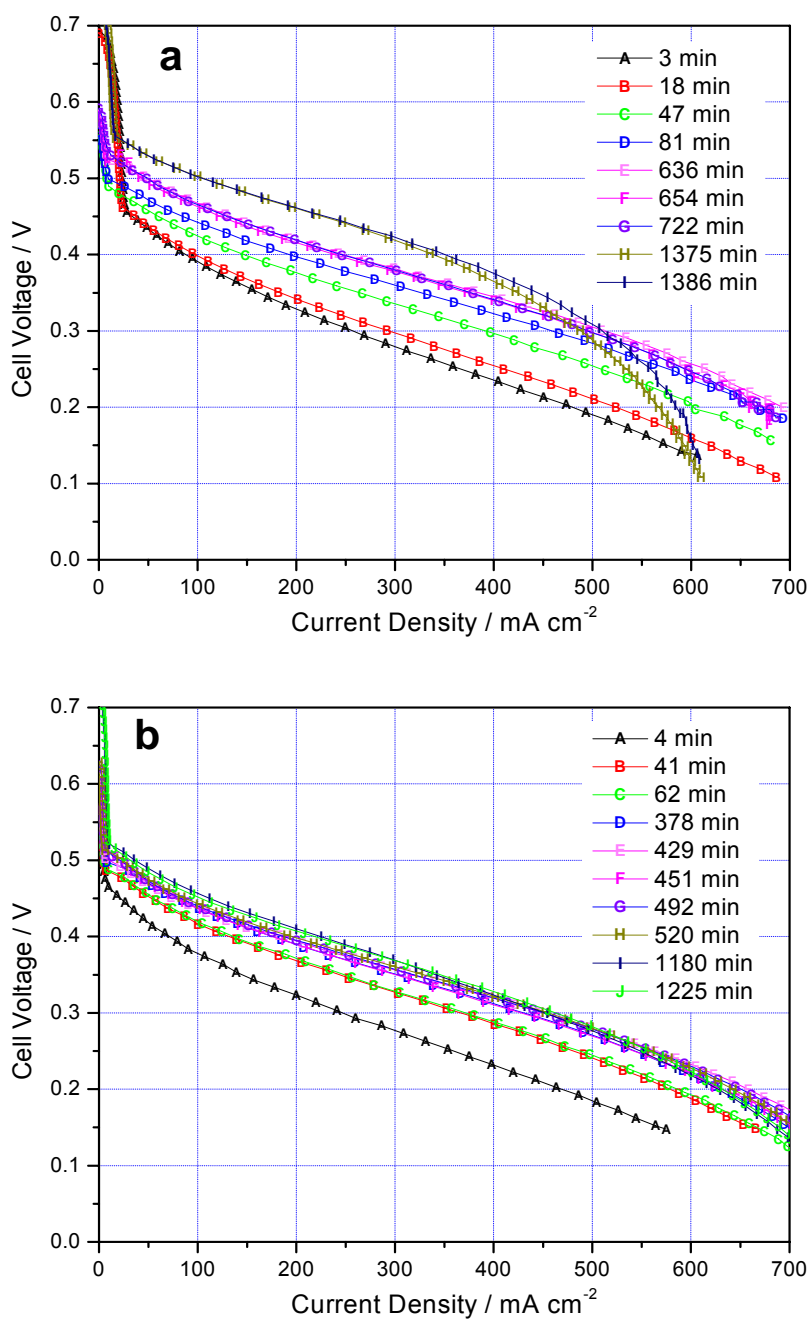 a
0.7
0.6
0.5
0.4
0.3
0.2
0.1
0.0
Cell Voltage / V
0 100 200 300 400 500 600 700
Current Density / mA cm⁻²
A 3 min
B 18 min
C 47 min
D 81 min
E 636 min
F 654 min
G 722 min
H 1375 min
I 1386 min
b
0.7
0.6
0.5
0.4
0.3
0.2
0.1
0.0
Cell Voltage / V
0 100 200 300 400 500 600 700
Current Density / mA cm⁻²
A 4 min
B 41 min
C 62 min
D 378 min
E 429 min
F 451 min
G 492 min
H 520 min
I 1180 min
J 1225 min